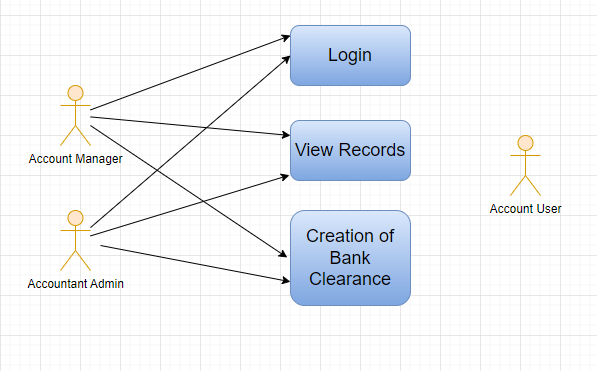 Login
Account Manager
View Records
Account User
Accountant Admin
Creation of
Bank
Clearance